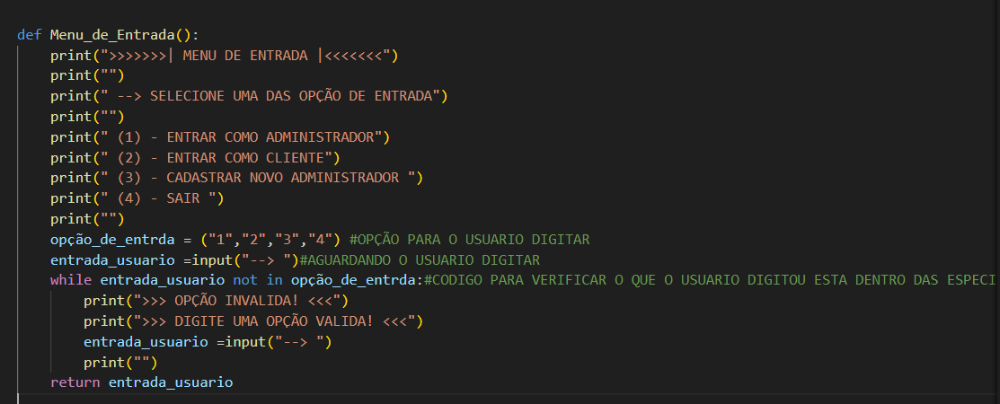 def Menu_de_Entrada():
print(">>>>>>>| MENU DE ENTRADA |<<<<<<<")
print("")
print(" --> SELECIONE UMA DAS OPÇÃO DE ENTRADA")
print("")
print(" (1) - ENTRAR COMO ADMINISTRADOR")
print(" (2) - ENTRAR COMO CLIENTE")
print(" (3) - CADASTRAR NOVO ADMINISTRADOR ")
print(" (4) - SAIR ")
print("")
opção_de_entrda = ("1","2","3","4") #OPÇÃO PARA O USUARIO DIGITAR
entrada_usuario =input("--> ")#AGUARDANDO O USUARIO DIGITAR
while entrada_usuario not in opção_de_entrda:#CODIGO PARA VERIFICAR O QUE O USUARIO DIGITOU ESTA DENTRO DAS ESPECI
print(">>> OPÇÃO INVALIDA! <<<")
print(">>> DIGITE UMA OPÇÃO VALIDA! <<<")
entrada_usuario =input("--> ")
print("")
return entrada_usuario